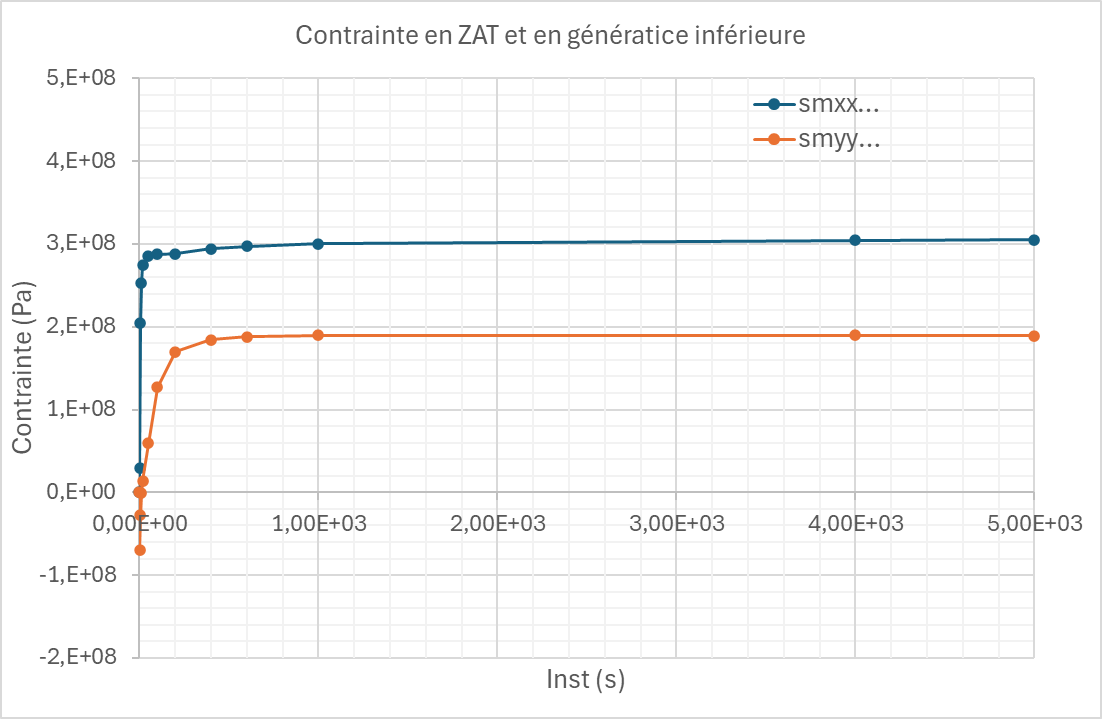 Contrainte en ZAT et en génératice inférieure
5,E+08
smxx...
smyy...
4,E+08
3,E+08
2,E+08
1,E+08
0,E+00
-1,E+08
-2,E+08
Contrainte (Pa)
0,00E+00 1,00E+03 2,00E+03 3,00E+03 4,00E+03 5,00E+03
Inst (s)